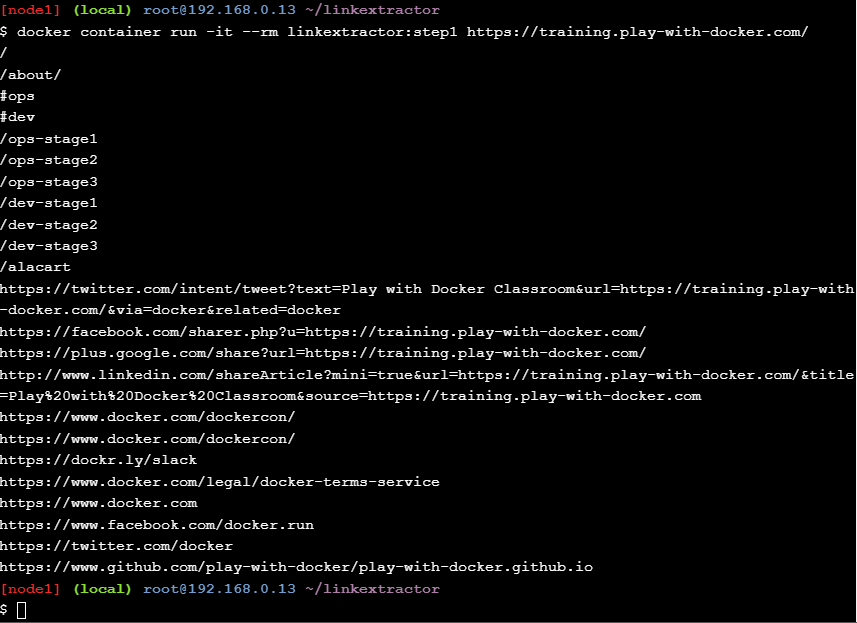 [node1] (local) root@192.168.0.13 ~/linkextractor
$ docker container run -it --rm linkextractor:step1 https://training.play-with-docker.com/
/
/about/
#ops
#dev
/ops-stage1
/ops-stage2
/ops-stage3
/dev-stage1
/dev-stage2
/dev-stage3
/alacart
https://twitter.com/intent/tweet?text=Play with Docker Classroom&url=https://training.play-with
-docker.com/&via=docker&related=docker
https://facebook.com/sharer.php?u=https://training.play-with-docker.com/
https://plus.google.com/share?url=https://training.play-with-docker.com/
http://www.linkedin.com/shareArticle?mini=true&url=https://training.play-with-docker.com/&title
=Play%20with%20Docker%20Classroom&source=https://training.play-with-docker.com
https://www.docker.com/dockercon/
https://www.docker.com/dockercon/
https://dockr.ly/slack
https://www.docker.com/legal/docker-terms-service
https://www.docker.com
https://www.facebook.com/docker.run
https://twitter.com/docker
https://www.github.com/play-with-docker/play-with-docker.github.io
[node1] (local) root@192.168.0.13 ~/linkextractor
$